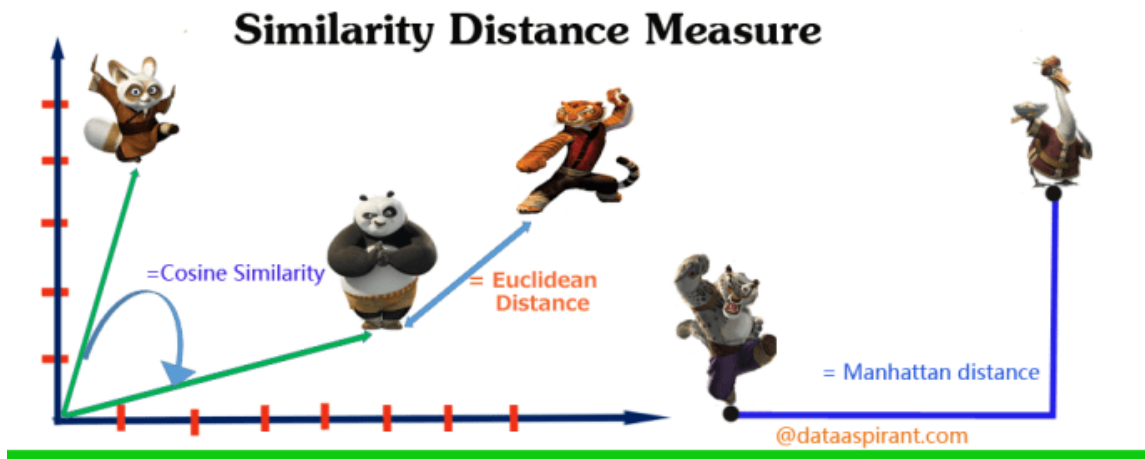 Similarity Distance Measure
=Cosine Similarity
= Euclidean
Distance
= Manhattan distance
@dataaspirant.com